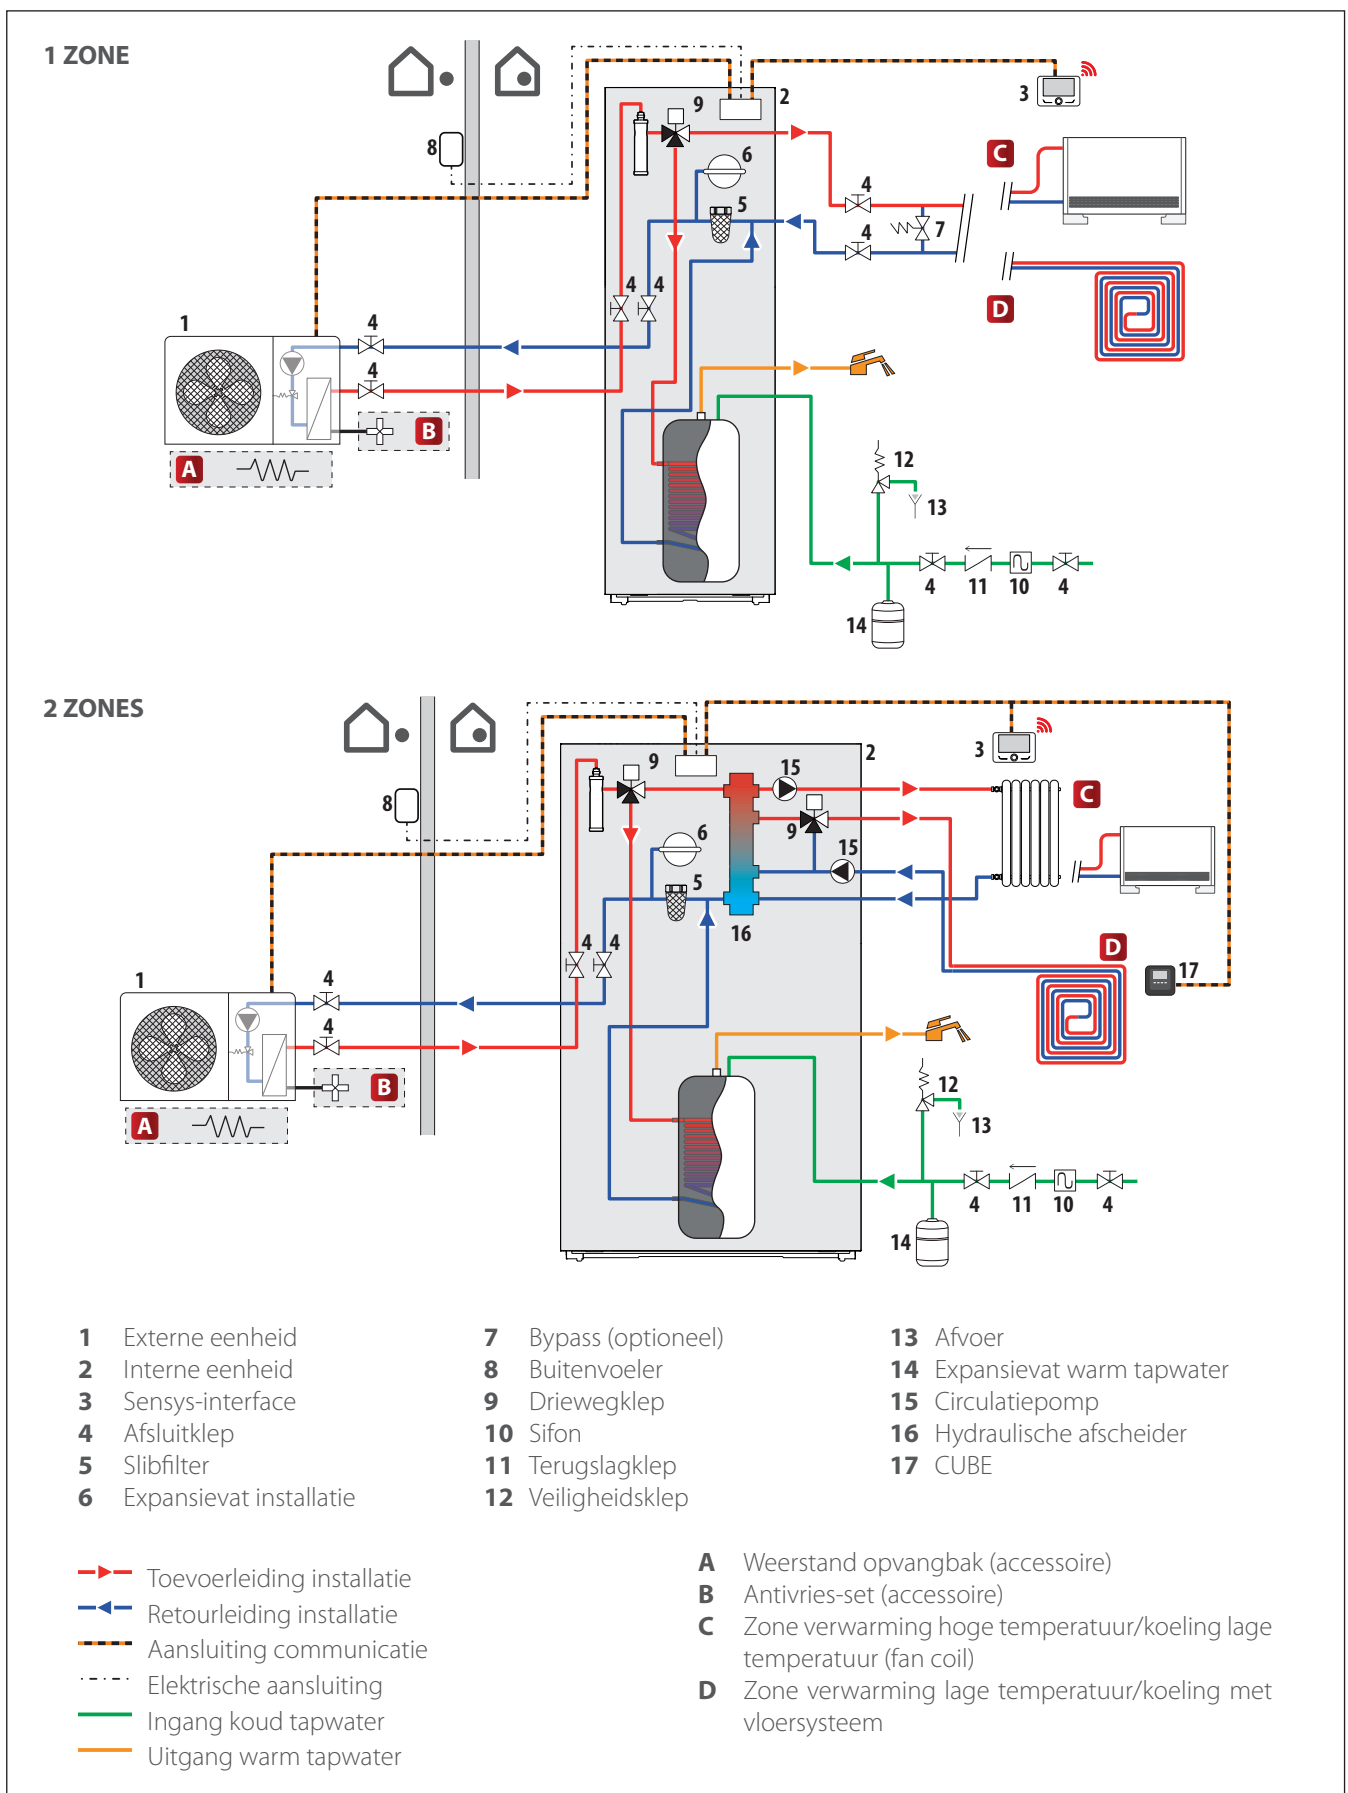 1 ZONE
9
2
3
8
6
C
4
5
4
7
4
4
D
1
4
4
B
A
12
13
4
11
10
4
14
2 ZONES
9
2
15
3
8
C
6
9
15
5
16
D
4
4
17
1
4
4
B
A
12
13
4
11
10
4
14
1 Externe eenheid
2 Interne eenheid
3 Sensys-interface
4 Afsluitklep
5 Slibfilter
6 Expansievat installatie
7 Bypass (optioneel)
8 Buitenvoeler
9 Driewegklep
10 Sifon
11 Terugslagklep
12 Veiligheidsklep
13 Afvoer
14 Expansievat warm tapwater
15 Circulatiepomp
16 Hydraulische afscheider
17 CUBE
Toevoerleiding installatie
Retourleiding installatie
Aansluiting communicatie
Elektrische aansluiting
Ingang koud tapwater
Uitgang warm tapwater
A Weerstand opvangbak (accessoire)
B Antivries-set (accessoire)
C Zone verwarming hoge temperatuur/koeling lage
temperatuur (fan coil)
D Zone verwarming lage temperatuur/koeling met
vloersysteem